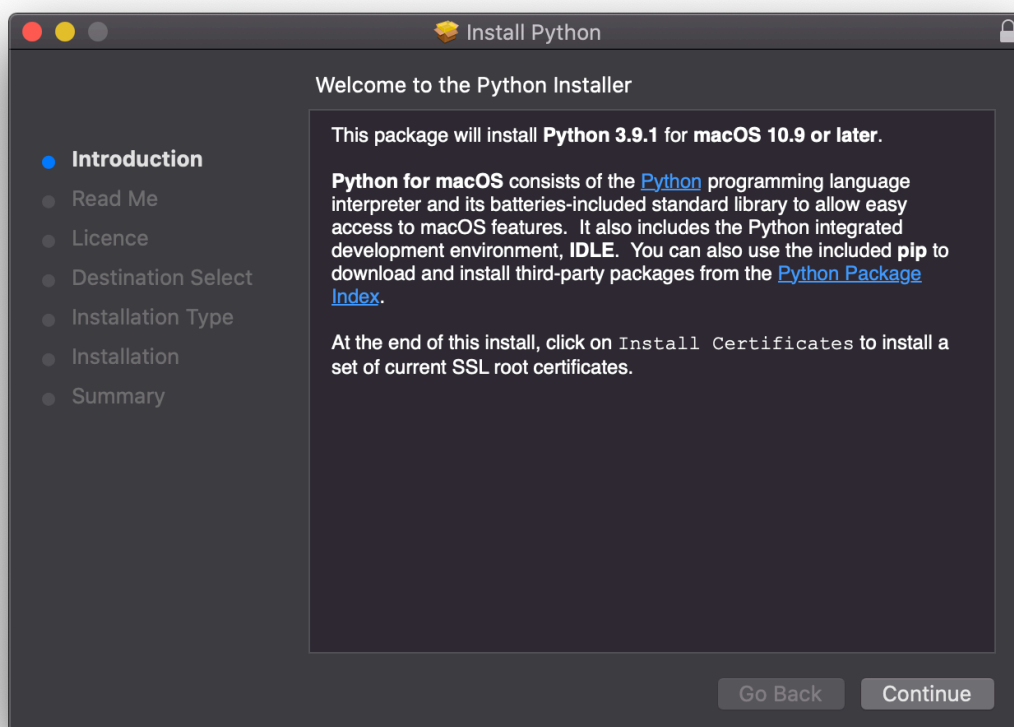 Install Python
Welcome to the Python Installer
Introduction
Read Me
Licence
Destination Select
Installation Type
Installation
Summary
This package will install Python 3.9.1 for macOS 10.9 or later.
Python for macOS consists of the Python programming language
interpreter and its batteries-included standard library to allow easy
access to macOS features.  It also includes the Python integrated
development environment, IDLE.  You can also use the included pip to
download and install third-party packages from the Python Package
Index.
At the end of this install, click on Install Certificates to install a
set of current SSL root certificates.
Go Back
Continue